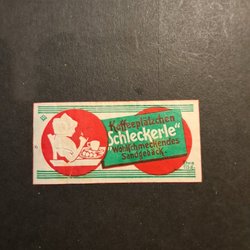 Kaffeeplätzchen
„Schleckerle“
Wohlschmeckendes
Sandgebäck.